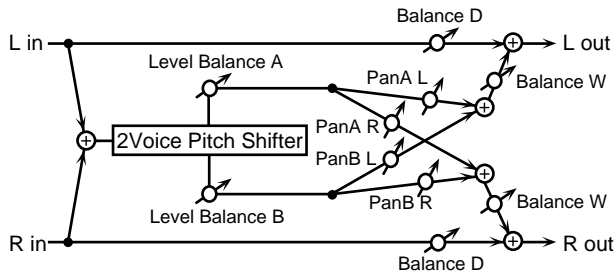 Balance D
L in
L out
Level Balance A
PanA L
Balance W
PanA R
2Voice Pitch Shifter
PanB L
PanB R
Level Balance B
Balance W
R in
R out
Balance D